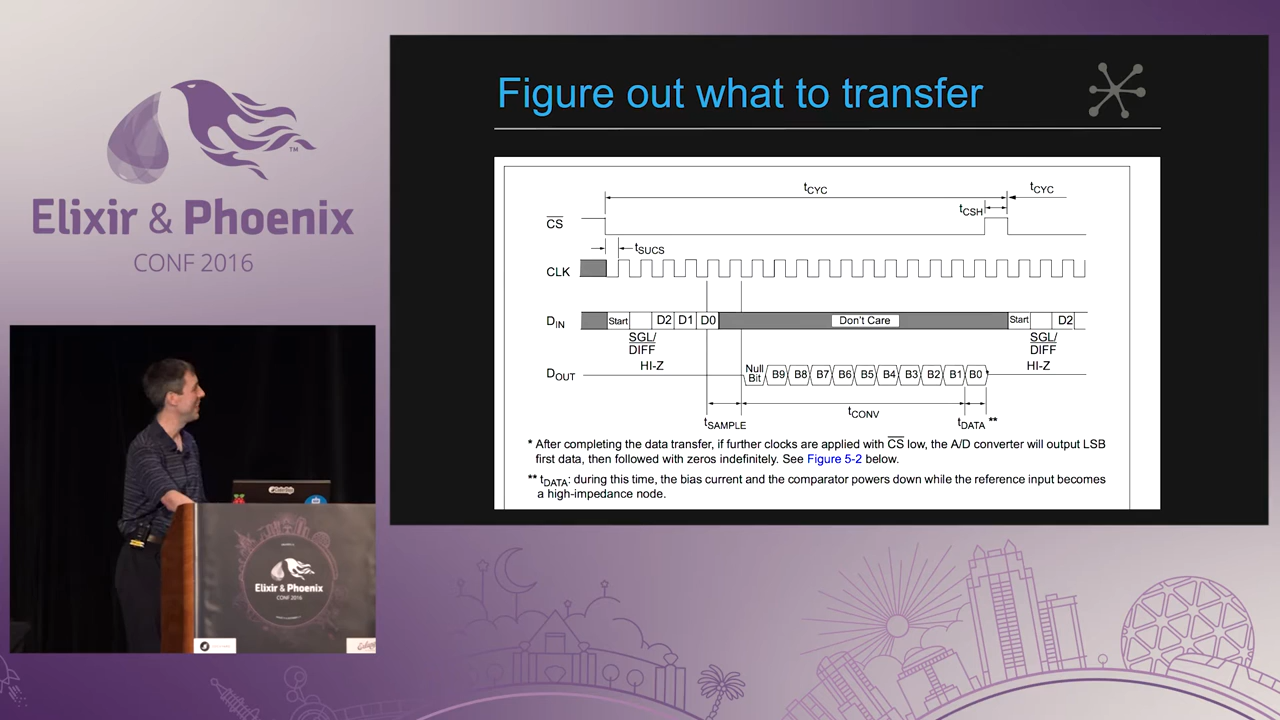 Elixir & Phoenix
TM
CONF 2016
Figure out what to transfer
tCYC
tCYC
tCSH
CS
tSUCS
CLK
DIN
Start
D2
D1
D0
Don't Care
Start
D2
SGL/
DIFF
SGL/
DIFF
HI-Z
HI-Z
DOUT
Null
Bit
B9
B8
B7
B6
B5
B4
B3
B2
B1
B0
*
tSAMPLE
tCONV
tDATA **
* After completing the data transfer, if further clocks are applied with CS low, the A/D converter will output LSB
first data, then followed with zeros indefinitely. See Figure 5-2 below.
** tDATA: during this time, the bias current and the comparator powers down while the reference input becomes
a high-impedance node.
Elixir & Phoenix
CONF 2016